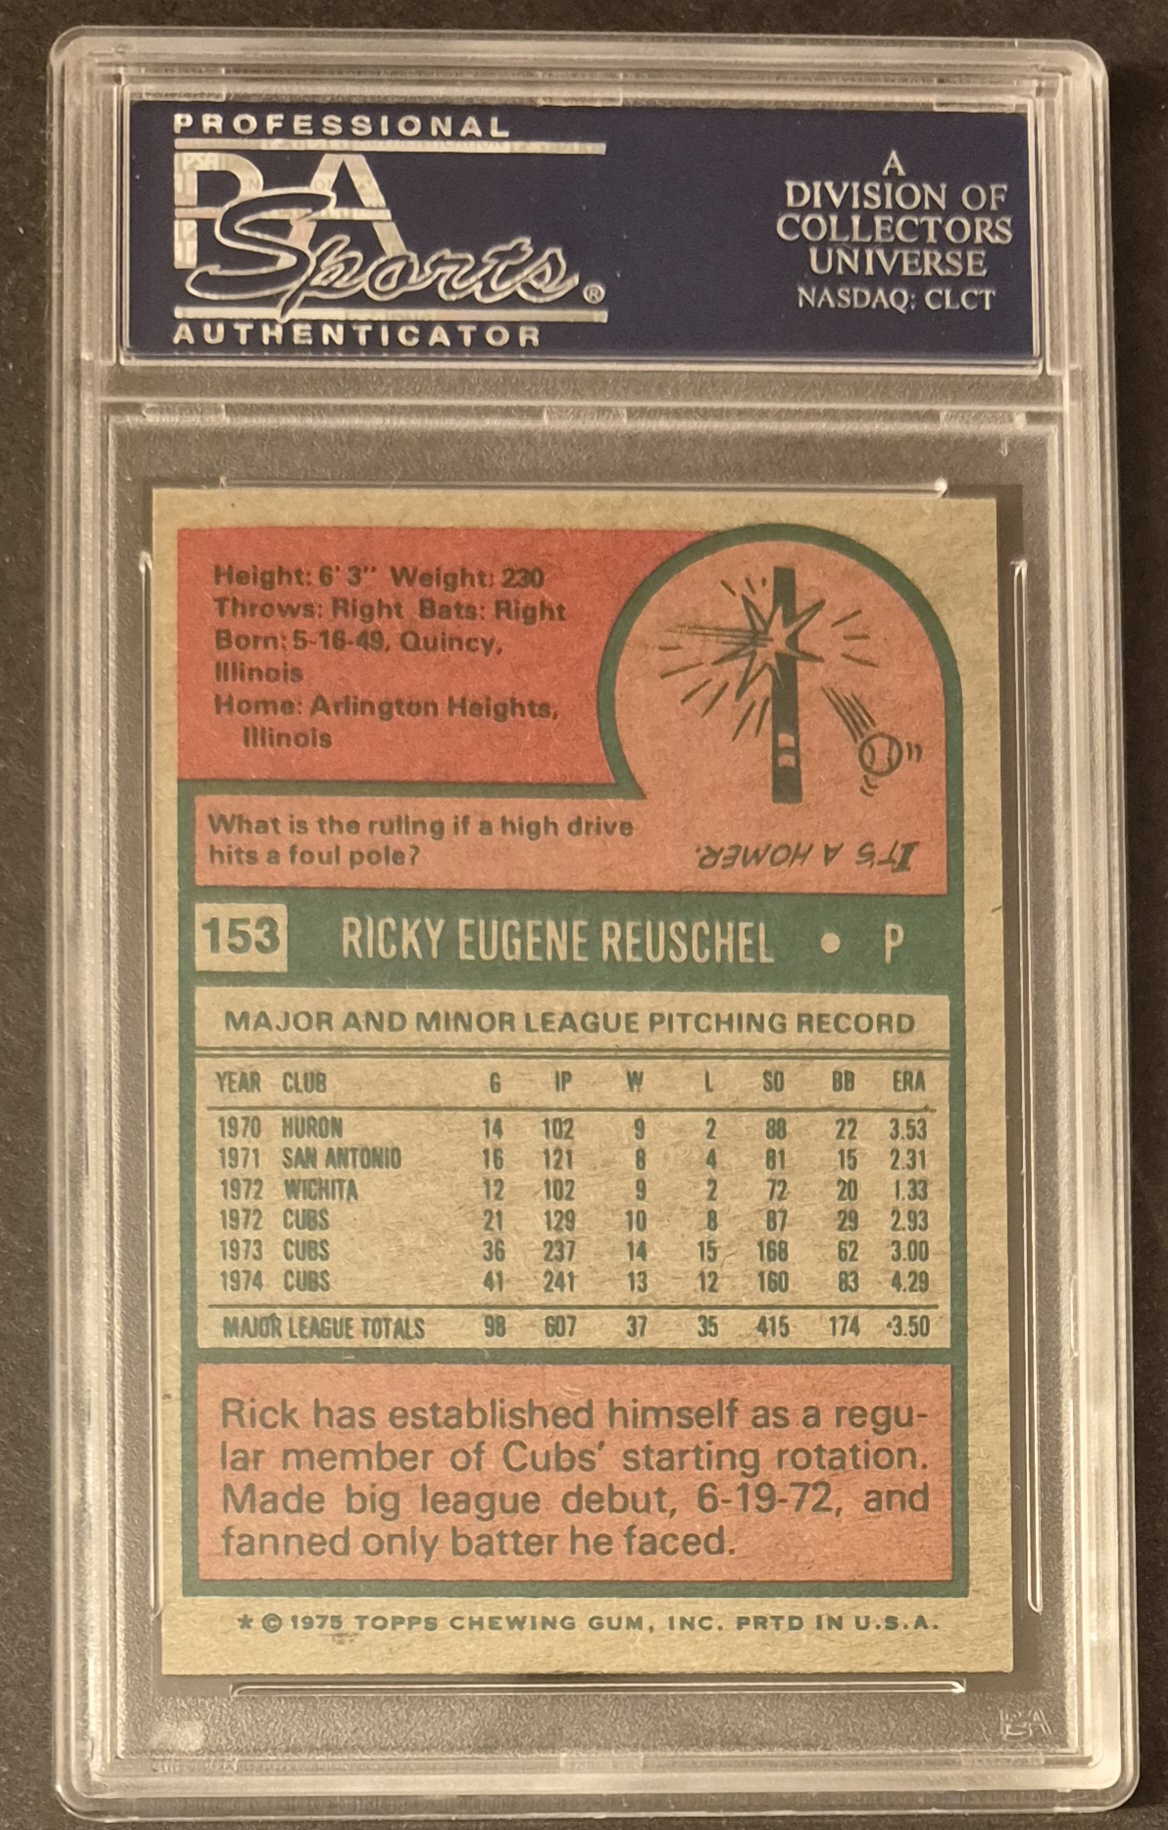 PROFESSIONAL
PSA
Sports®
AUTHENTICATOR
A
DIVISION OF
COLLECTORS
UNIVERSE
NASDAQ: CLCT
Height: 6' 3" Weight: 230
Throws: Right Bats: Right
Born: 5-16-49, Quincy,
Illinois
Home: Arlington Heights,
Illinois
What is the ruling if a high drive
hits a foul pole?
IT'S A HOMER.
153 RICKY EUGENE REUSCHEL • P
MAJOR AND MINOR LEAGUE PITCHING RECORD
YEAR CLUB G IP W L SO BB ERA
1970 HURON 14 102 9 2 88 22 3.53
1971 SAN ANTONIO 16 121 8 4 81 15 2.31
1972 WICHITA 12 102 9 2 72 20 1.33
1972 CUBS 21 129 10 8 87 29 2.93
1973 CUBS 36 237 14 15 168 62 3.00
1974 CUBS 41 241 13 12 160 83 4.29
MAJOR LEAGUE TOTALS 98 607 37 35 415 174 3.50
Rick has established himself as a regu-
lar member of Cubs' starting rotation.
Made big league debut, 6-19-72, and
fanned only batter he faced.
* © 1975 TOPPS CHEWING GUM, INC. PRTD IN U.S.A.
PSA